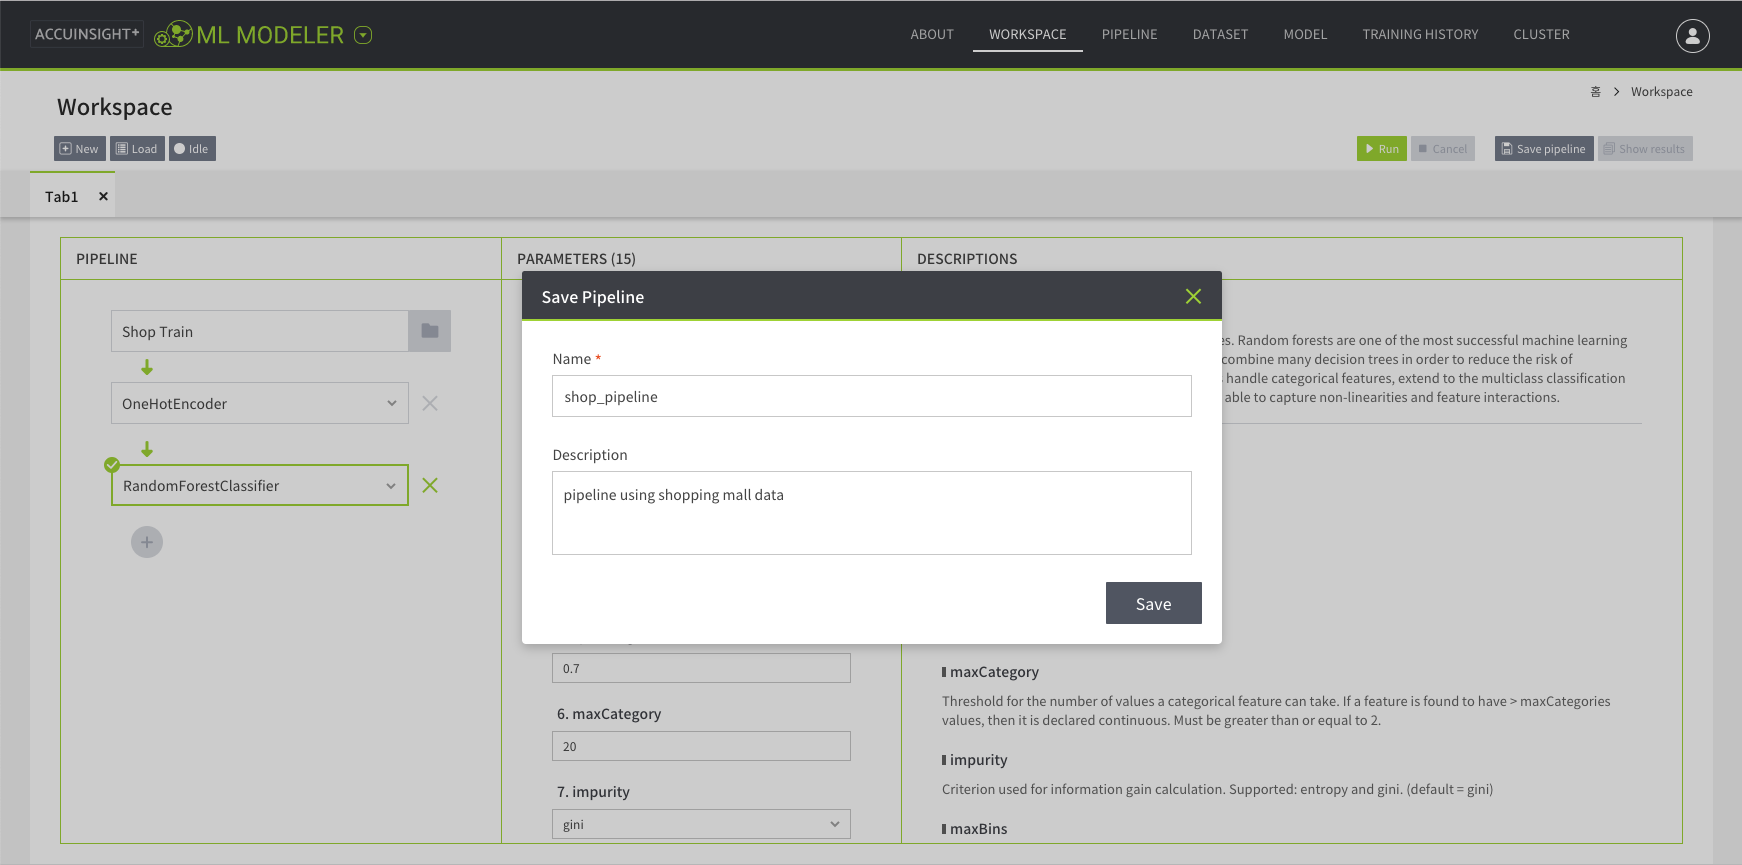 ACCUINSIGHT+ ML MODELER
ABOUT WORKSPACE PIPELINE DATASET MODEL TRAINING HISTORY CLUSTER
Workspace
홈 > Workspace
New Load Idle
Run Cancel Save pipeline Show results
Tab1
PIPELINE
Shop Train
OneHotEncoder
RandomForestClassifier
PARAMETERS (15)
Save Pipeline
Name *
shop_pipeline
Description
pipeline using shopping mall data
Save
0.7
6. maxCategory
20
7. impurity
gini
DESCRIPTIONS
Random forests are one of the most successful machine learning
combine many decision trees in order to reduce the risk of
handle categorical features, extend to the multiclass classification
able to capture non-linearities and feature interactions.
maxCategory
Threshold for the number of values a categorical feature can take. If a feature is found to have > maxCategories
values, then it is declared continuous. Must be greater than or equal to 2.
impurity
Criterion used for information gain calculation. Supported: entropy and gini. (default = gini)
maxBins